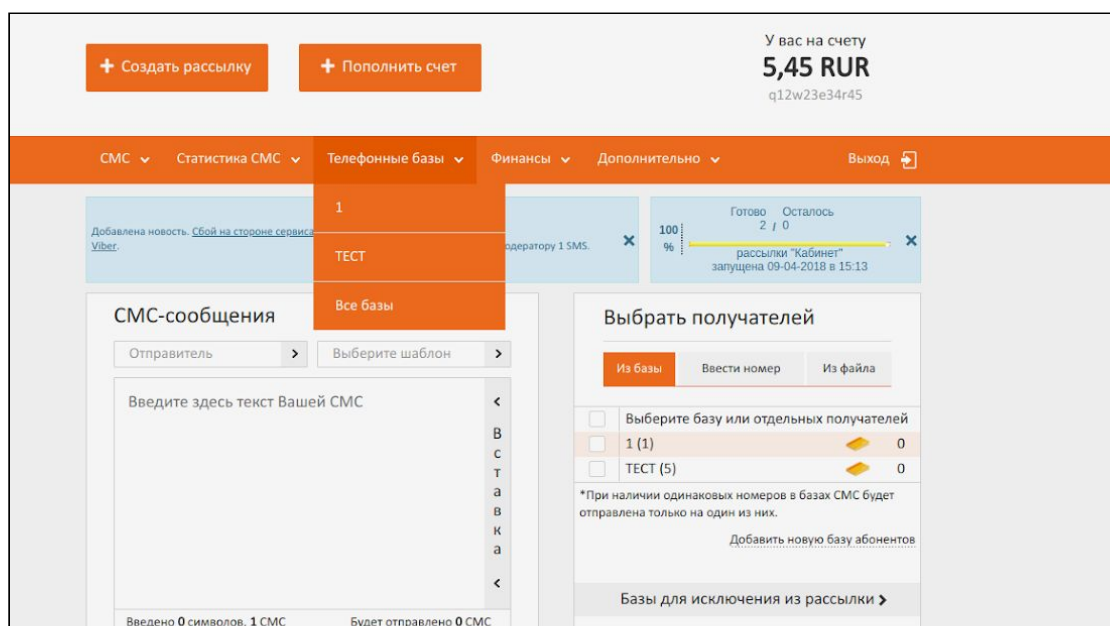 Создать рассылку
Пополнить счет
У вас на счету
5,45 RUR
q12w23e34r45
СМС
Статистика СМС
Телефонные базы
Финансы
Дополнительно
Выход
1
ТЕСТ
Все базы
Добавлена новость. Сбой на стороне сервиса
Viber.
1 SMS.
100
%
Готово Осталось
2 / 0
рассылки "Кабинет"
запущена 09-04-2018 в 15:13
СМС-сообщения
Отправитель
Выберите шаблон
Введите здесь текст Вашей СМС
Вставка
Введено 0 символов, 1 СМС
Будет отправлено 0 СМС
Выбрать получателей
Из базы
Ввести номер
Из файла
Выберите базу или отдельных получателей
1 (1) 0
ТЕСТ (5) 0
*При наличии одинаковых номеров в базах СМС будет
отправлена только на один из них.
Добавить новую базу абонентов
Базы для исключения из рассылки